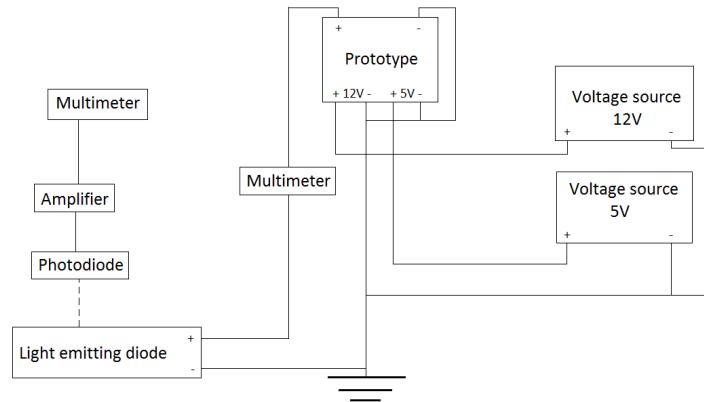 + -
Prototype
+ 12V - + 5V -
Multimeter
Voltage source
12V
+ -
Multimeter
Amplifier
Voltage source
5V
+ -
Photodiode
Light emitting diode
+
-